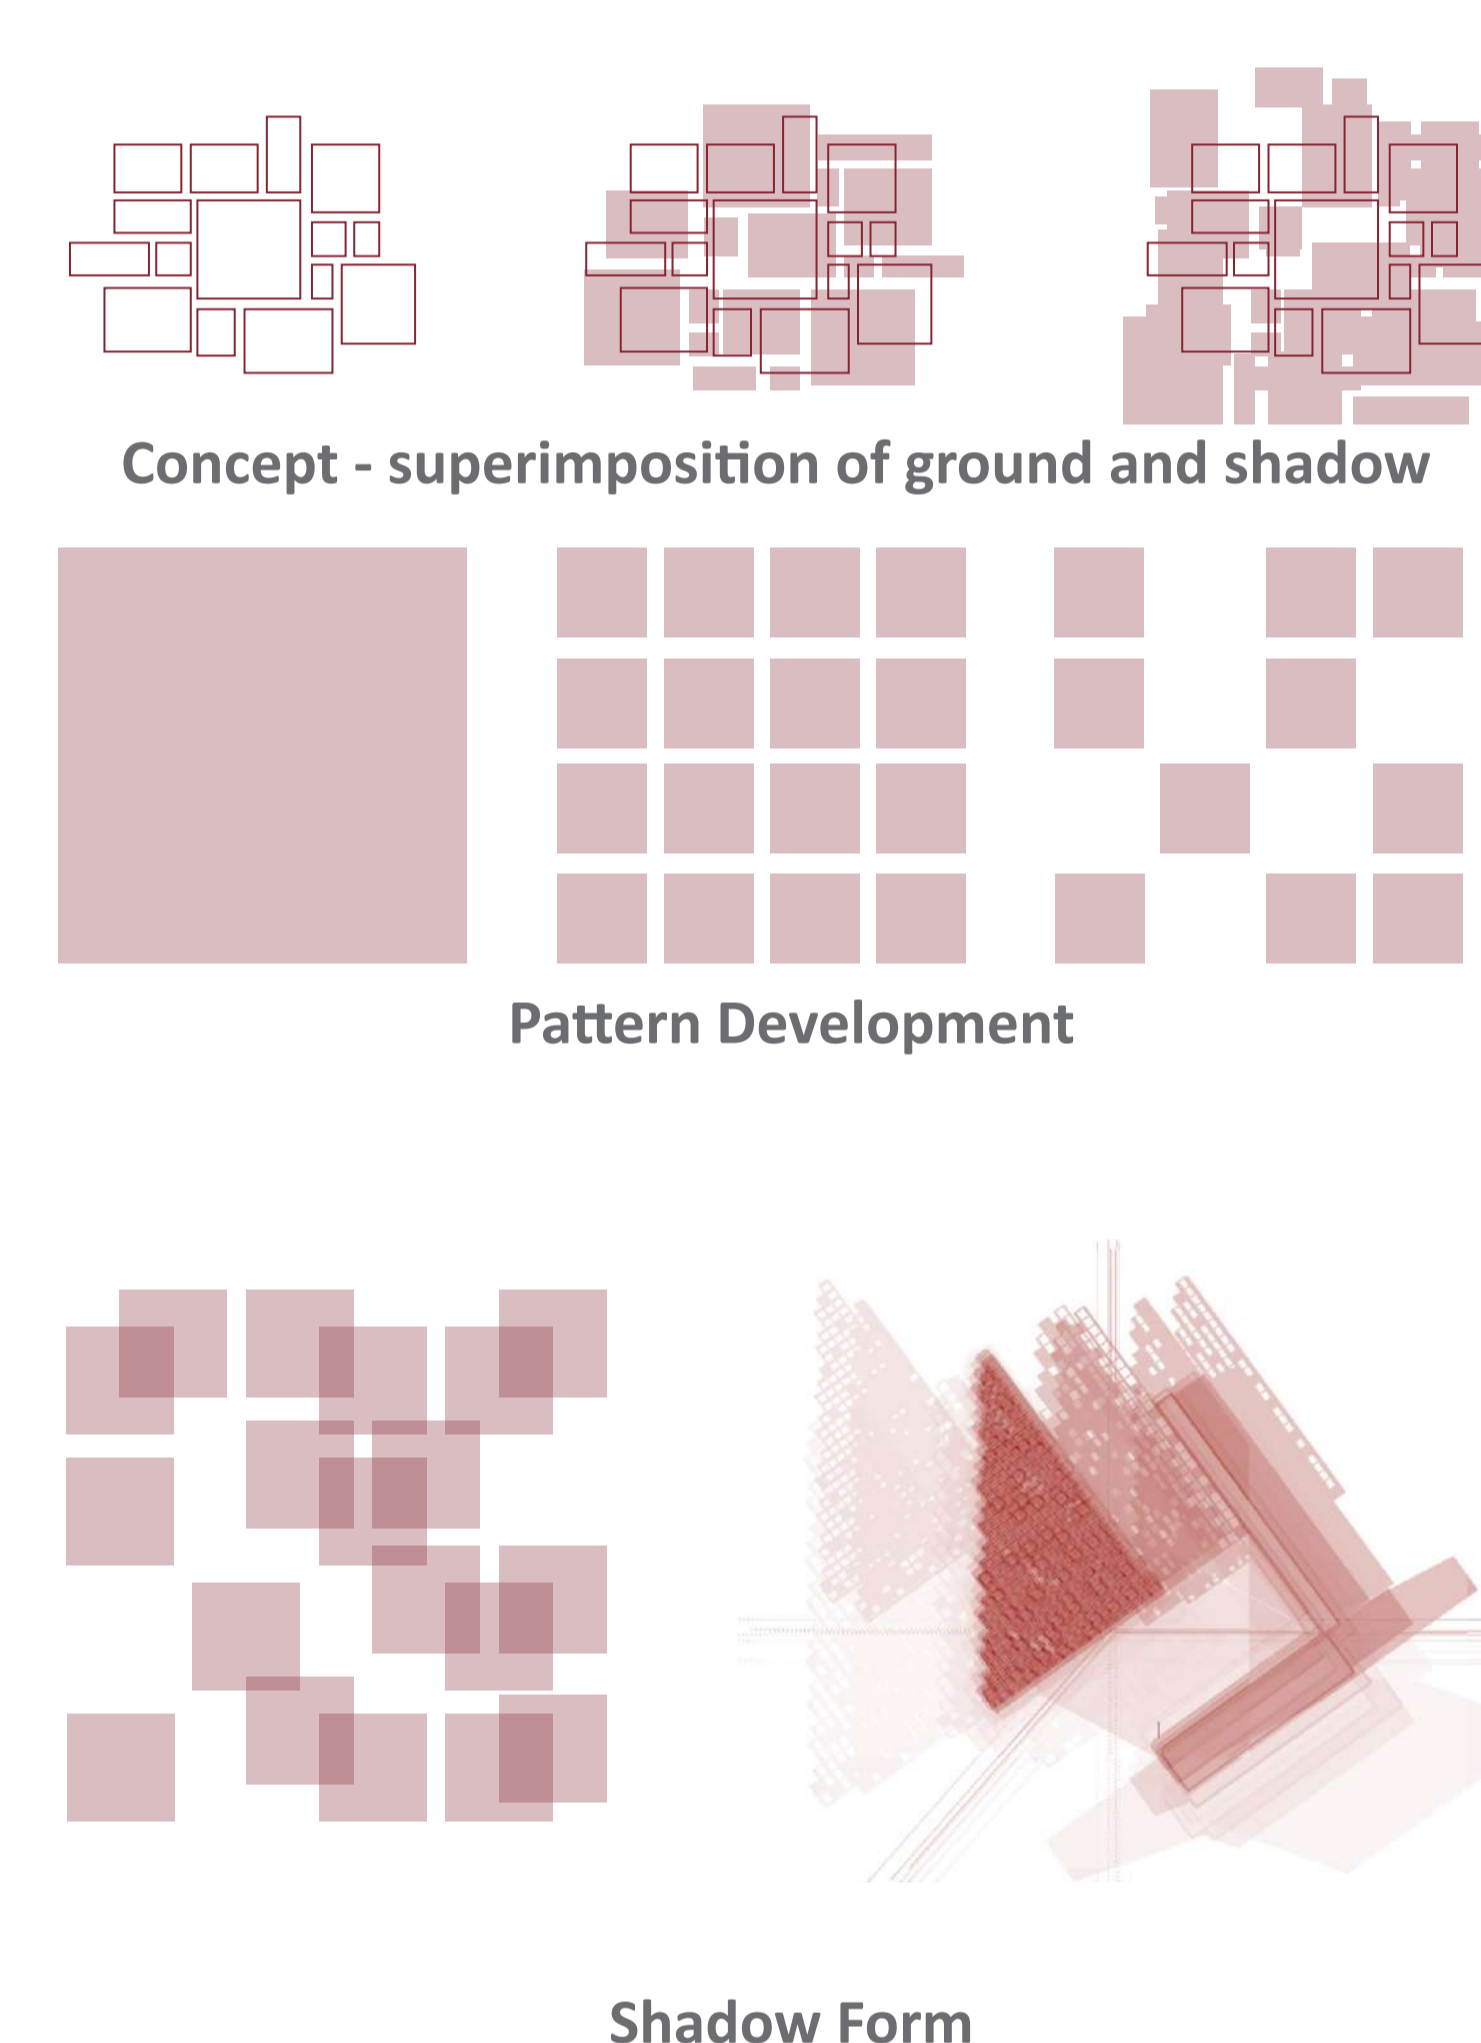 Concept - superimposition of ground and shadow
Pattern Development
Shadow Form